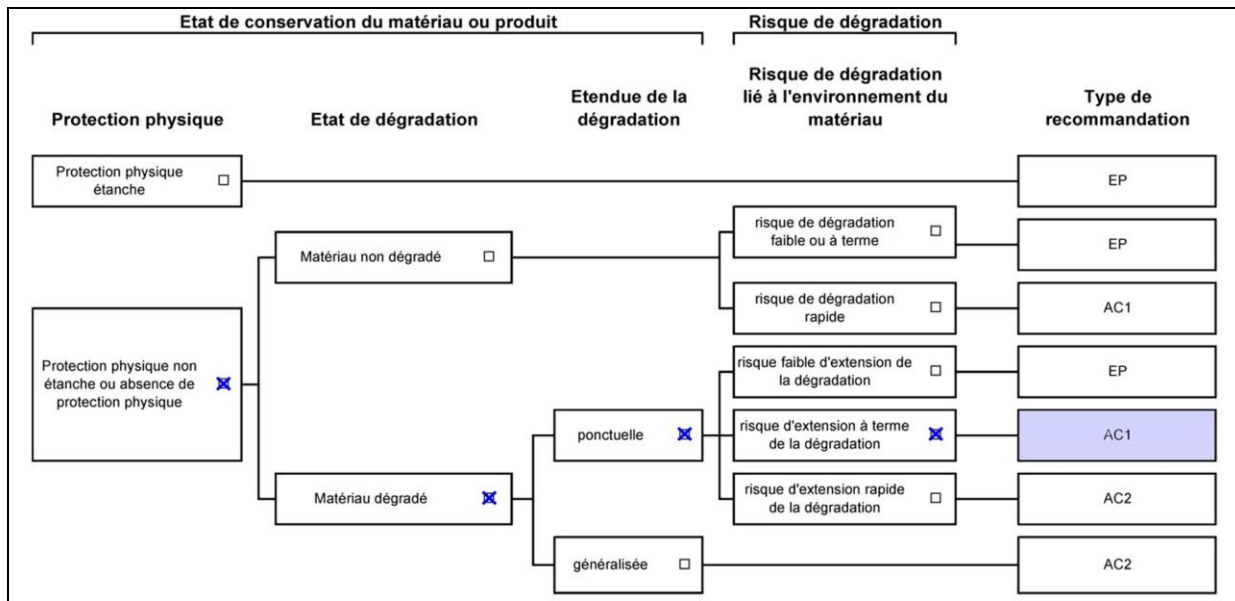 Etat de conservation du matériau ou produit
Risque de dégradation
Protection physique
Etat de dégradation
Etendue de la
dégradation
Risque de dégradation
lié à l'environnement du
matériau
Type de
recommandation
Protection physique
étanche
EP
Matériau non dégradé
risque de dégradation
faible ou à terme
EP
risque de dégradation
rapide
AC1
Protection physique non
étanche ou absence de
protection physique
risque faible d'extension de
la dégradation
EP
ponctuelle
risque d'extension à terme
de la dégradation
AC1
Matériau dégradé
risque d'extension rapide
de la dégradation
AC2
généralisée
AC2